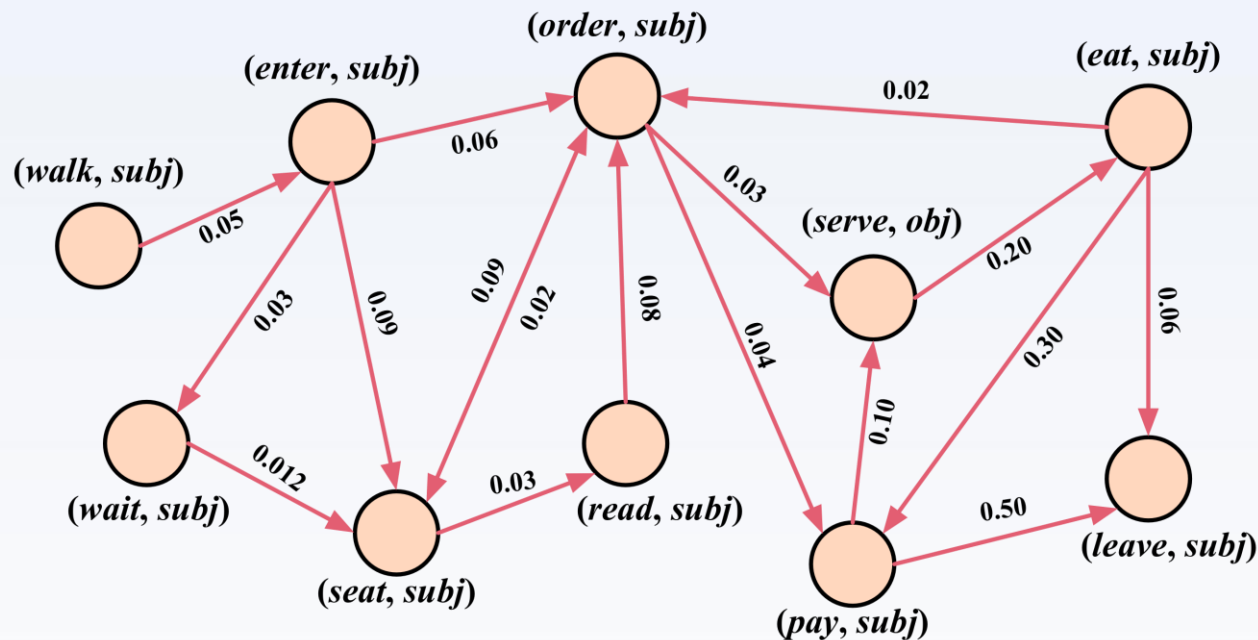 (order, subj)
(enter, subj)
(eat, subj)
0.02
0.06
(walk, subj)
0.05
0.03
(serve, obj)
0.20
0.03
0.09
0.09
0.02
0.08
0.04
0.30
0.06
0.10
0.012
0.03
(wait, subj)
(read, subj)
0.50
(leave, subj)
(seat, subj)
(pay, subj)